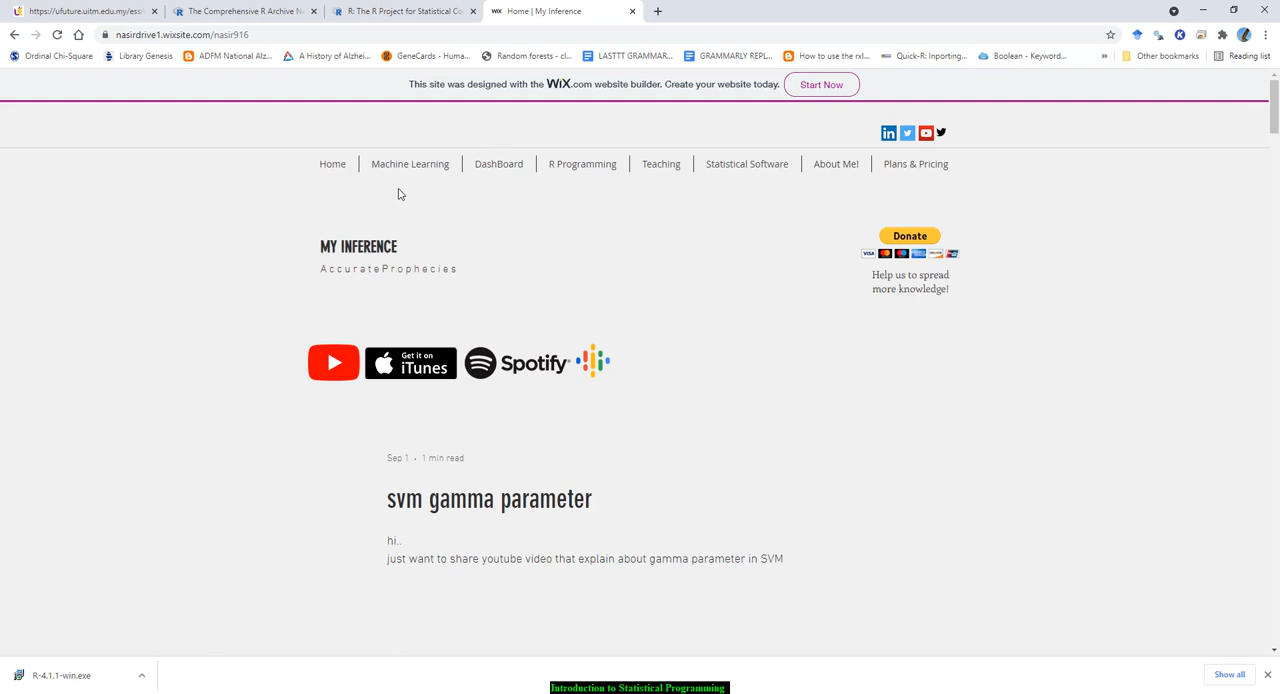 https://ufuture.uitm.edu.my/ess/
The Comprehensive R Archive N
R: The R Project for Statistical Co
WiX Home | My Inference
nasirdrive1.wixsite.com/nasir916
Ordinal Chi-Square
Library Genesis
ADFM National Alz...
A History of Alzhei...
GeneCards - Huma...
Random forests - cl...
LASTTT GRAMMAR...
GRAMMARLY REPL...
How to use the rxl...
Quick-R: Inporting...
Boolean - Keyword...
»
Other bookmarks
Reading list
This site was designed with the WiX.com website builder. Create your website today.
Start Now
Home
Machine Learning
DashBoard
R Programming
Teaching
Statistical Software
About Me!
Plans & Pricing
MY INFERENCE
AccurateProphecies
Donate
VISA
Help us to spread
more knowledge!
Get it on
iTunes
Spotify
Sep 1 · 1 min read
svm gamma parameter
hi..
just want to share youtube video that explain about gamma parameter in SVM
R-4.1.1-win.exe
Show all
Introduction to Statistical Programming